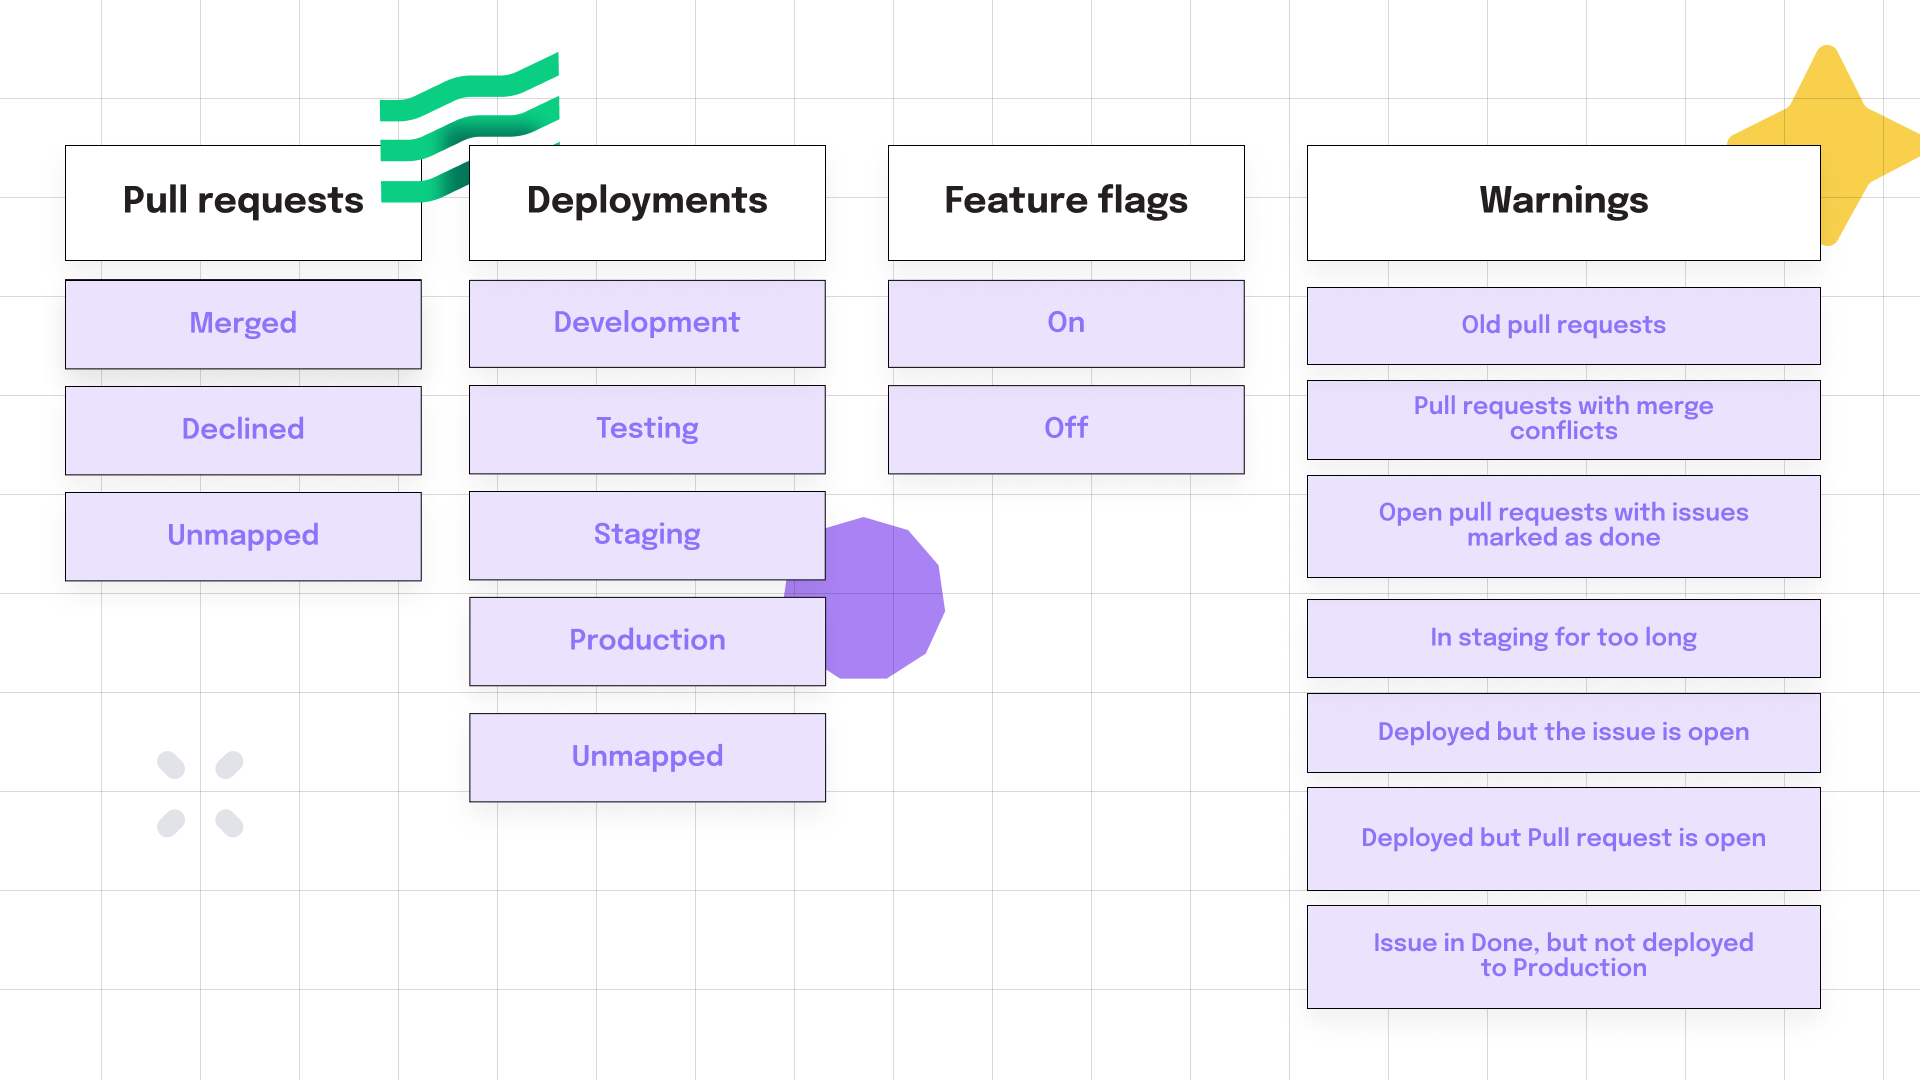 Pull requests
Merged
Declined
Unmapped
Deployments
Development
Testing
Staging
Production
Unmapped
Feature flags
On
Off
Warnings
Old pull requests
Pull requests with merge
conflicts
Open pull requests with issues
marked as done
In staging for too long
Deployed but the issue is open
Deployed but Pull request is open
Issue in Done, but not deployed
to Production